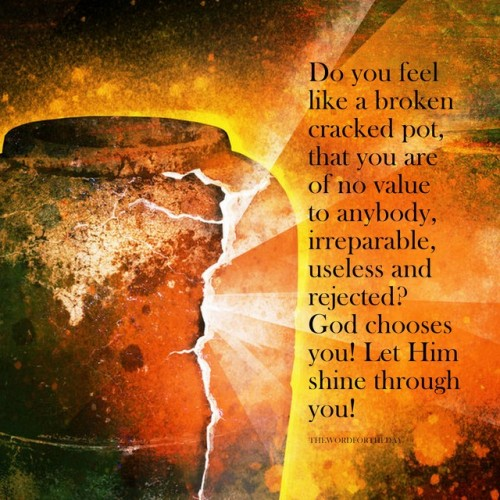 Do you feel
like a broken
cracked pot,
that you are
of no value
to anybody,
irreparable,
useless and
rejected?
God chooses
you! Let Him
shine through
you!
THEWORDFORTHEDAY